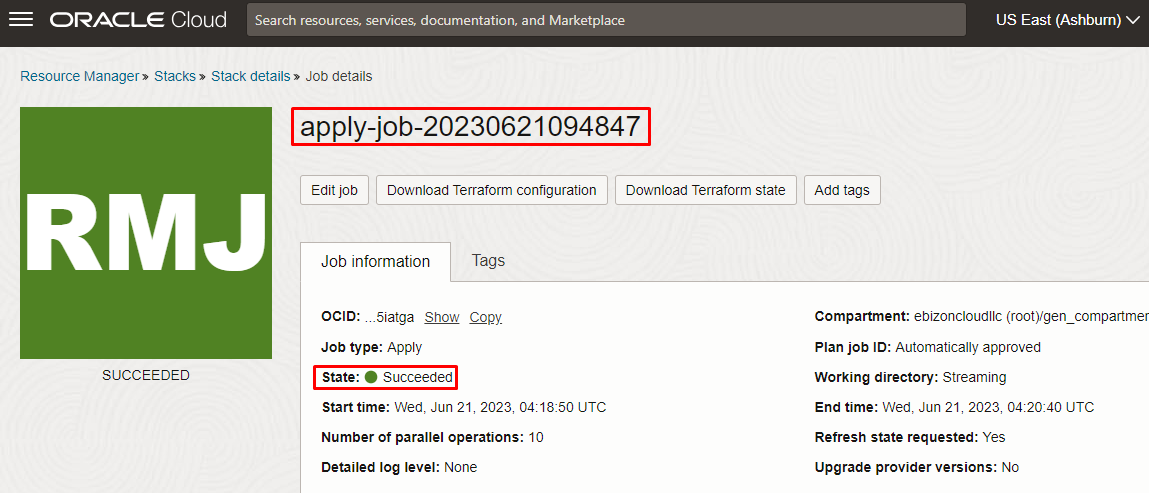 ORACLE Cloud
Search resources, services, documentation, and Marketplace
US East (Ashburn)
Resource Manager » Stacks » Stack details » Job details
RMJ
SUCCEEDED
apply-job-20230621094847
Edit job
Download Terraform configuration
Download Terraform state
Add tags
Job information
Tags
OCID: ...5iatga Show Copy
Job type: Apply
State: Succeeded
Start time: Wed, Jun 21, 2023, 04:18:50 UTC
Number of parallel operations: 10
Detailed log level: None
Compartment: ebizoncloudllc (root)/gen_compartmen
Plan job ID: Automatically approved
Working directory: Streaming
End time: Wed, Jun 21, 2023, 04:20:40 UTC
Refresh state requested: Yes
Upgrade provider versions: No